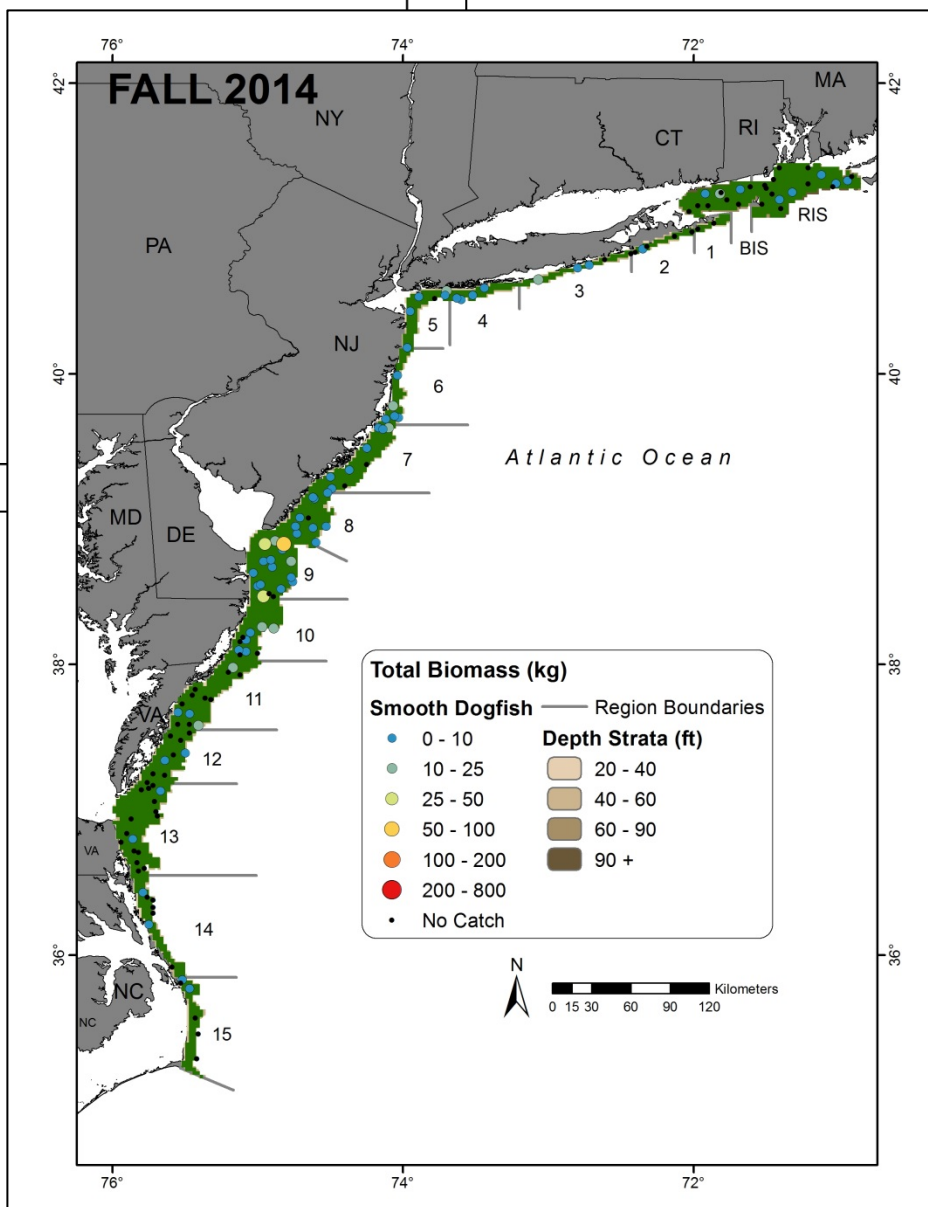 76° 74° 72°
42° 42°
FALL 2014
MA
NY
CT
RI
RIS
BIS
1
2
PA
3
4
5
NJ
40° 40°
6
Atlantic Ocean
7
MD
DE
8
9
10
38° 38°
Total Biomass (kg)
Smooth Dogfish
0 - 10
10 - 25
25 - 50
50 - 100
100 - 200
200 - 800
No Catch
Region Boundaries
Depth Strata (ft)
20 - 40
40 - 60
60 - 90
90 +
11
VA
12
13
VA
14
36° 36°
NC
NC
15
N
Kilometers
0 15 30 60 90 120
76° 74° 72°